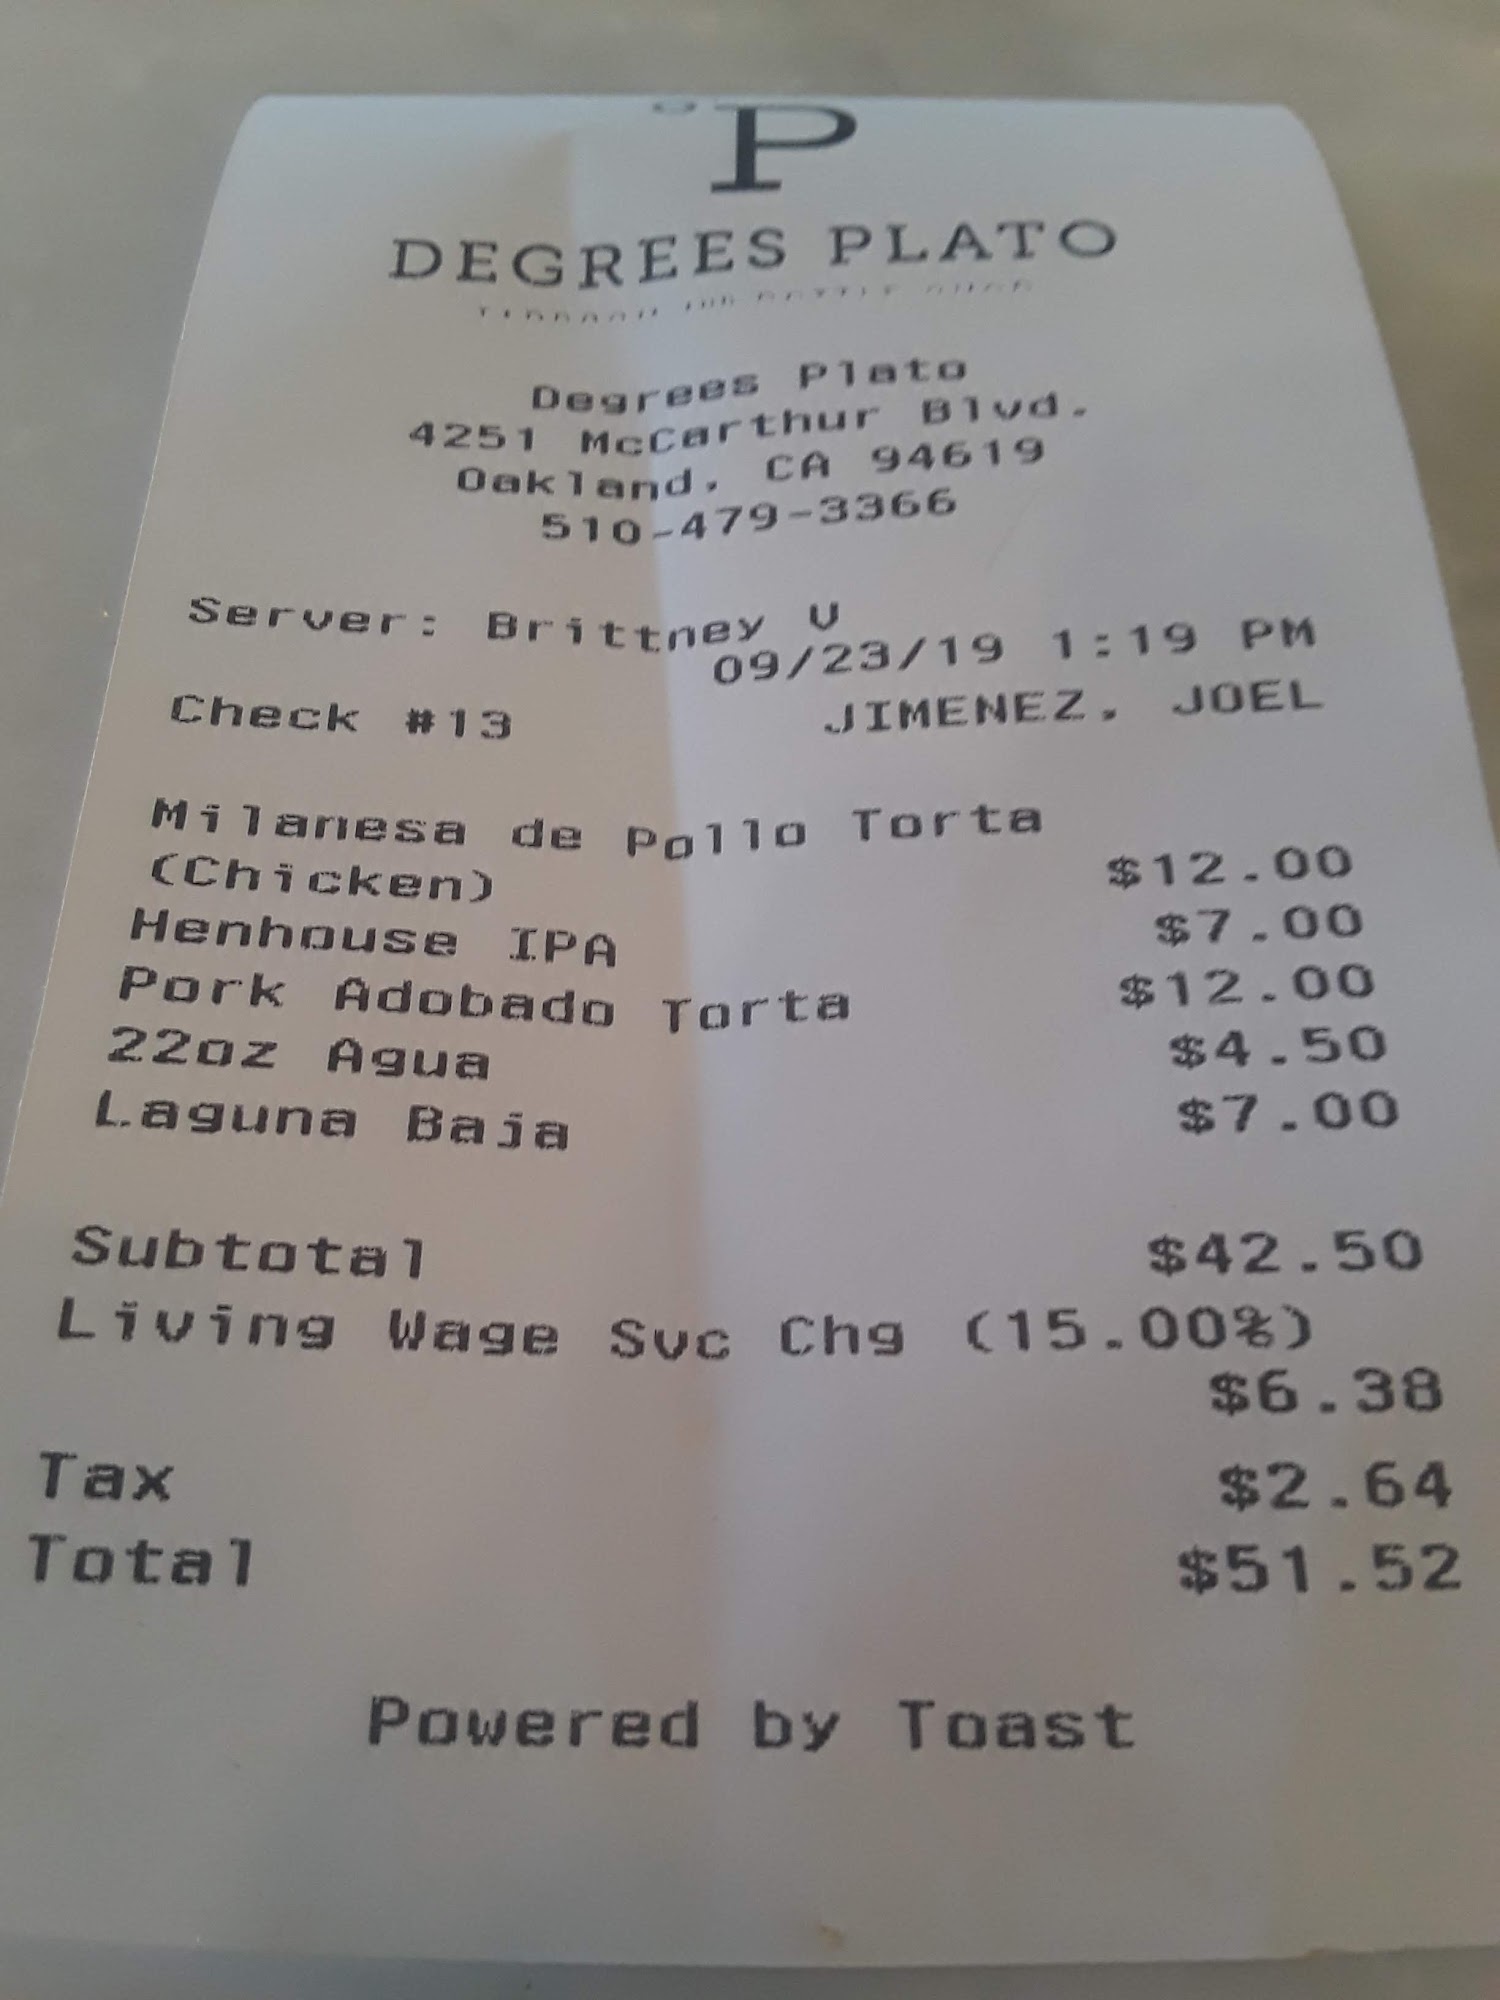 °P
DEGREES PLATO
Degrees Plato
4251 McCarthur Blvd.
Oakland, CA 94619
510-479-3366
Server: Brittney V
09/23/19 1:19 PM
Check #13 JIMENEZ, JOEL
Milanesa de Pollo Torta
(Chicken) $12.00
Henhouse IPA $7.00
Pork Adobado Torta $12.00
22oz Agua $4.50
Laguna Baja $7.00
Subtotal $42.50
Living Wage Svc Chg (15.00%)
$6.38
Tax $2.64
Total $51.52
Powered by Toast